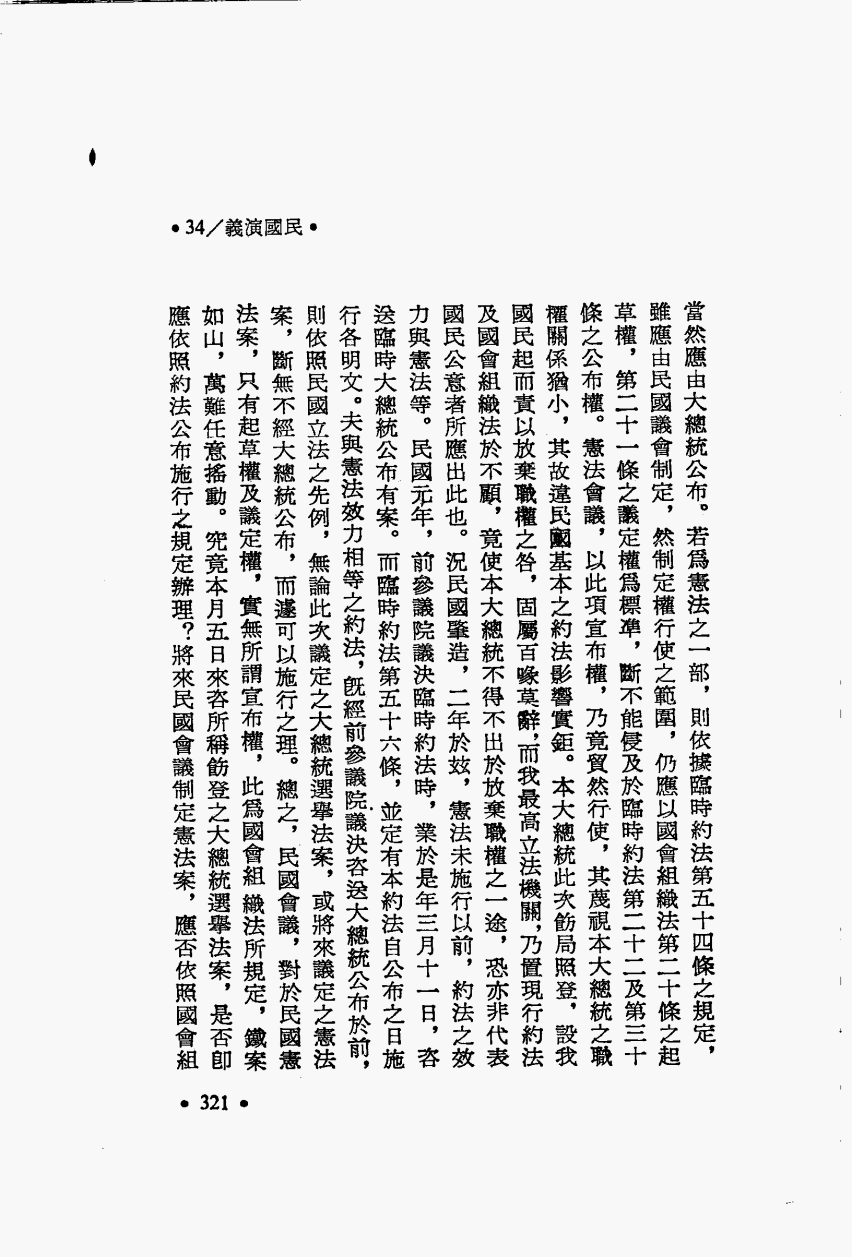 •34/義演國民•
當然應由大總統公布。若爲憲法之一部，則依據臨時約法第五十四條之規定，
雖應由民國議會制定，然制定權行使之範圍，仍應以國會組織法第二十條之起
草權，第二十一條之議定權爲標準，斷不能侵及於臨時約法第二十二及第三十
條之公布權。憲法會議，以此項宣布權，乃竟貿然行使，其蔑視本大總統之職
權關係猶小，其故違民國基本之約法影響實鉅。本大總統此次飭局照登，設我
國民起而責以放棄職權之咎，固屬百喙莫辭，而我最高立法機關，乃置現行約法
及國會組織法於不顧，竟使本大總統不得不出於放棄職權之一途，恐亦非代表
國民公意者所應出此也。況民國肇造，二年於玆，憲法未施行以前，約法之效
力與憲法等。民國元年，前參議院議決臨時約法時，業於是年三月十一日，咨
送臨時大總統公布有案。而臨時約法第五十六條，並定有本約法自公布之日施
行各明文。夫與憲法效力相等之約法，旣經前參議院議決咨送大總統公布於前，
則依照民國立法之先例，無論此次議定之大總統選舉法案，或將來議定之憲法
案，斷無不經大總統公布，而遽可以施行之理。總之，民國會議，對於民國憲
法案，只有起草權及議定權，實無所謂宣布權，此爲國會組織法所規定，鐵案
如山，萬難任意搖動。究竟本月五日來咨所稱飭登之大總統選舉法案，是否卽
應依照約法公布施行之規定辦理？將來民國會議制定憲法案，應否依照國會組
•321•